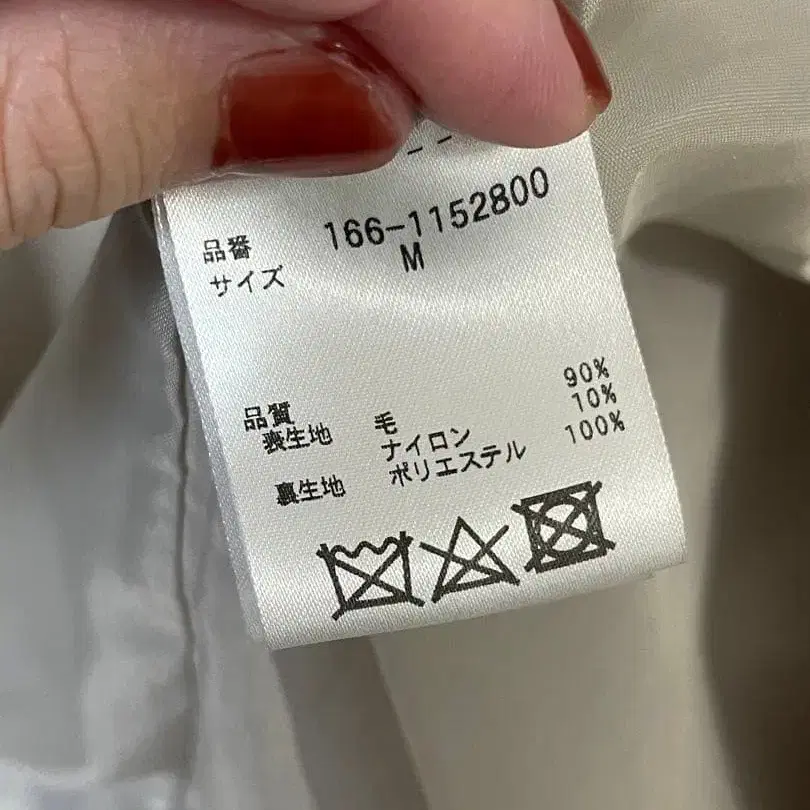 品番 166-1152800
サイズ M
品質
表生地 毛 90%
ナイロン 10%
裏生地 ポリエステル 100%